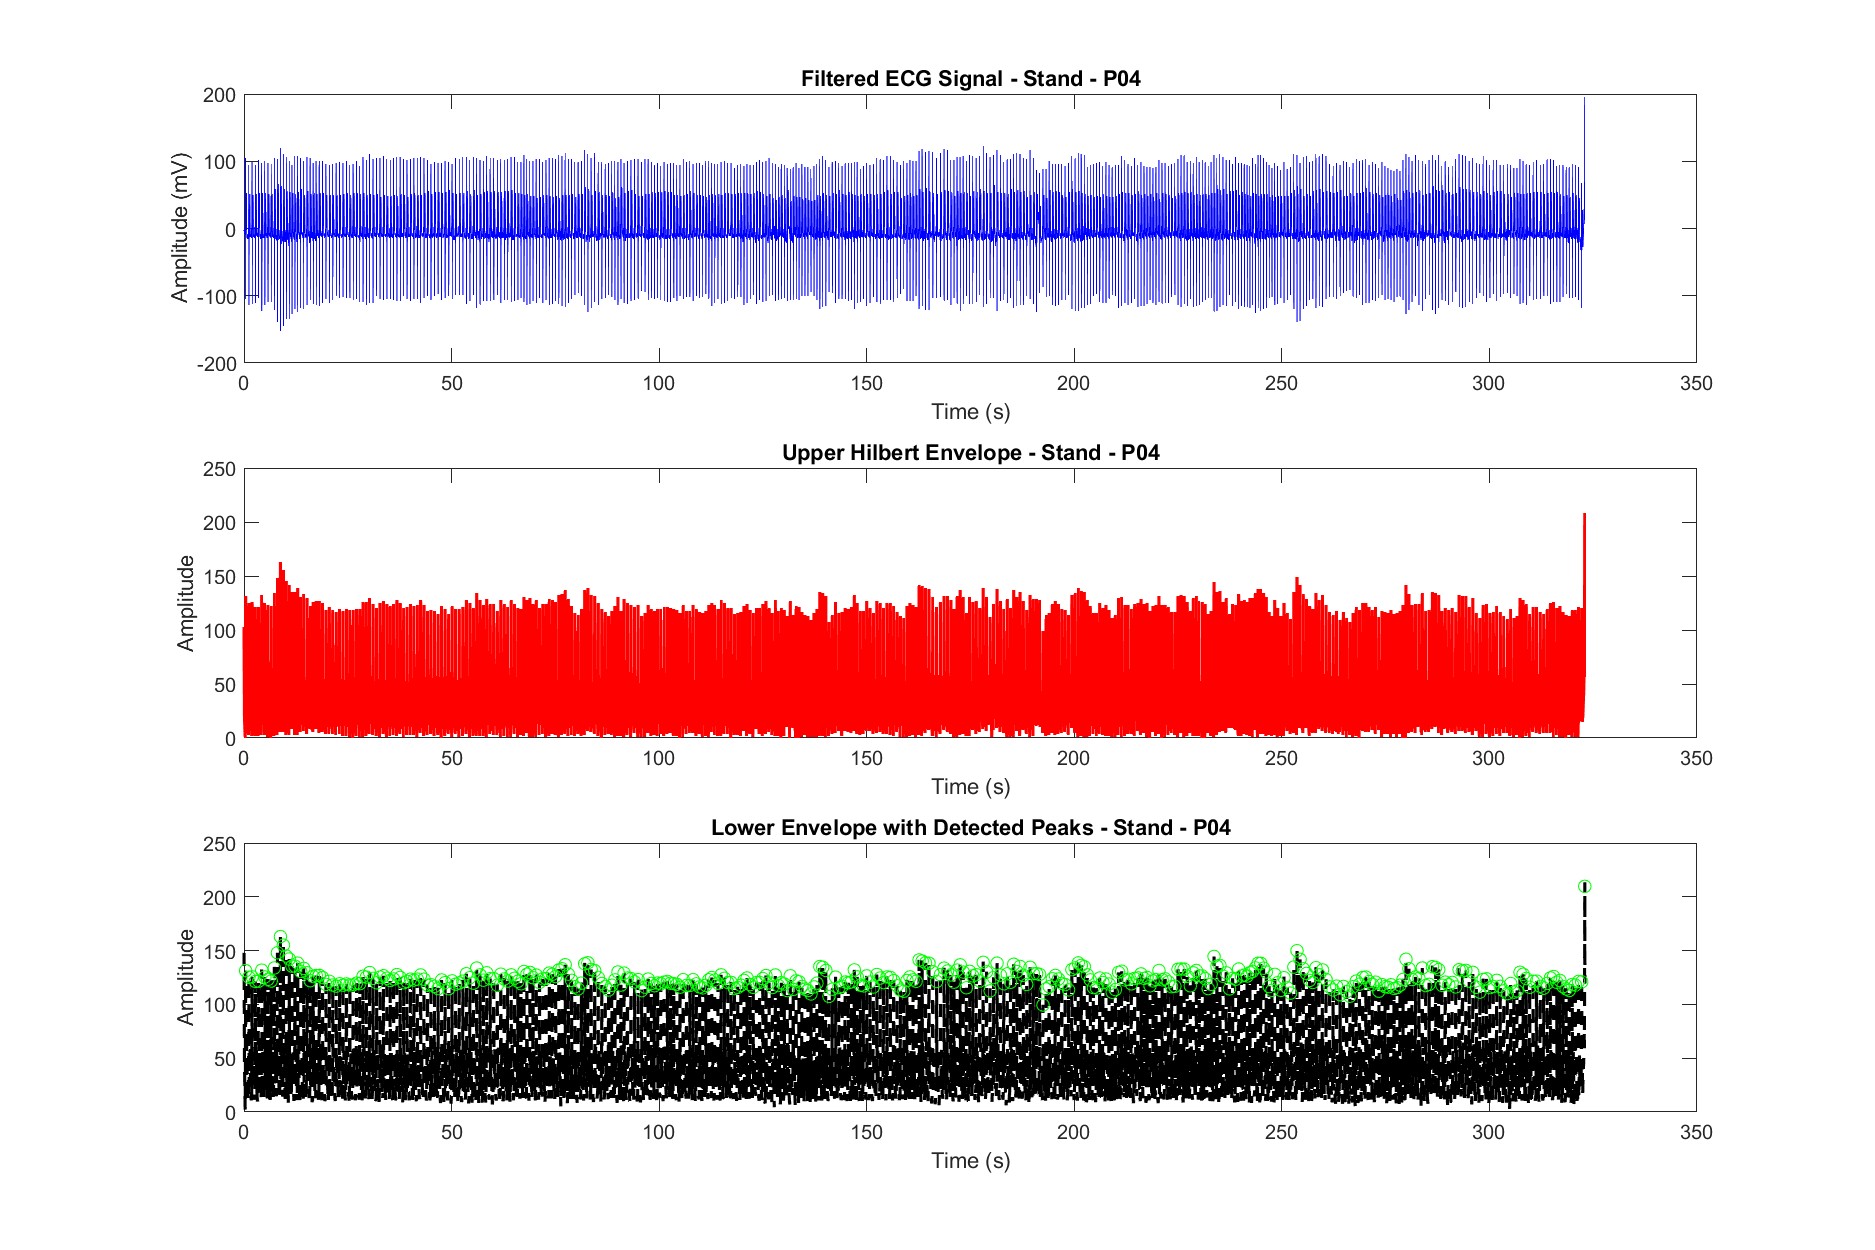 Filtered ECG Signal - Stand - P04
200
100
0
-100
-200
Amplitude (mV)
0 50 100 150 200 250 300 350
Time (s)
Upper Hilbert Envelope - Stand - P04
250
200
150
100
50
0
Amplitude
0 50 100 150 200 250 300 350
Time (s)
Lower Envelope with Detected Peaks - Stand - P04
250
200
150
100
50
0
Amplitude
0 50 100 150 200 250 300 350
Time (s)